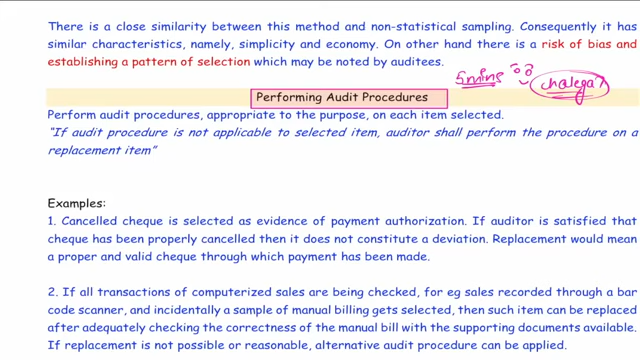 There is a close similarity between this method and non-statistical sampling. Consequently it has
similar characteristics, namely, simplicity and economy. On other hand there is a risk of bias and
establishing a pattern of selection which may be noted by auditees.
5 mins chalega?
Performing Audit Procedures
Perform audit procedures, appropriate to the purpose, on each item selected.
"If audit procedure is not applicable to selected item, auditor shall perform the procedure on a
replacement item"
Examples:
1. Cancelled cheque is selected as evidence of payment authorization. If auditor is satisfied that
cheque has been properly cancelled then it does not constitute a deviation. Replacement would mean
a proper and valid cheque through which payment has been made.
2. If all transactions of computerized sales are being checked, for eg sales recorded through a bar
code scanner, and incidentally a sample of manual billing gets selected, then such item can be replaced
after adequately checking the correctness of the manual bill with the supporting documents available.
If replacement is not possible or reasonable, alternative audit procedure can be applied.